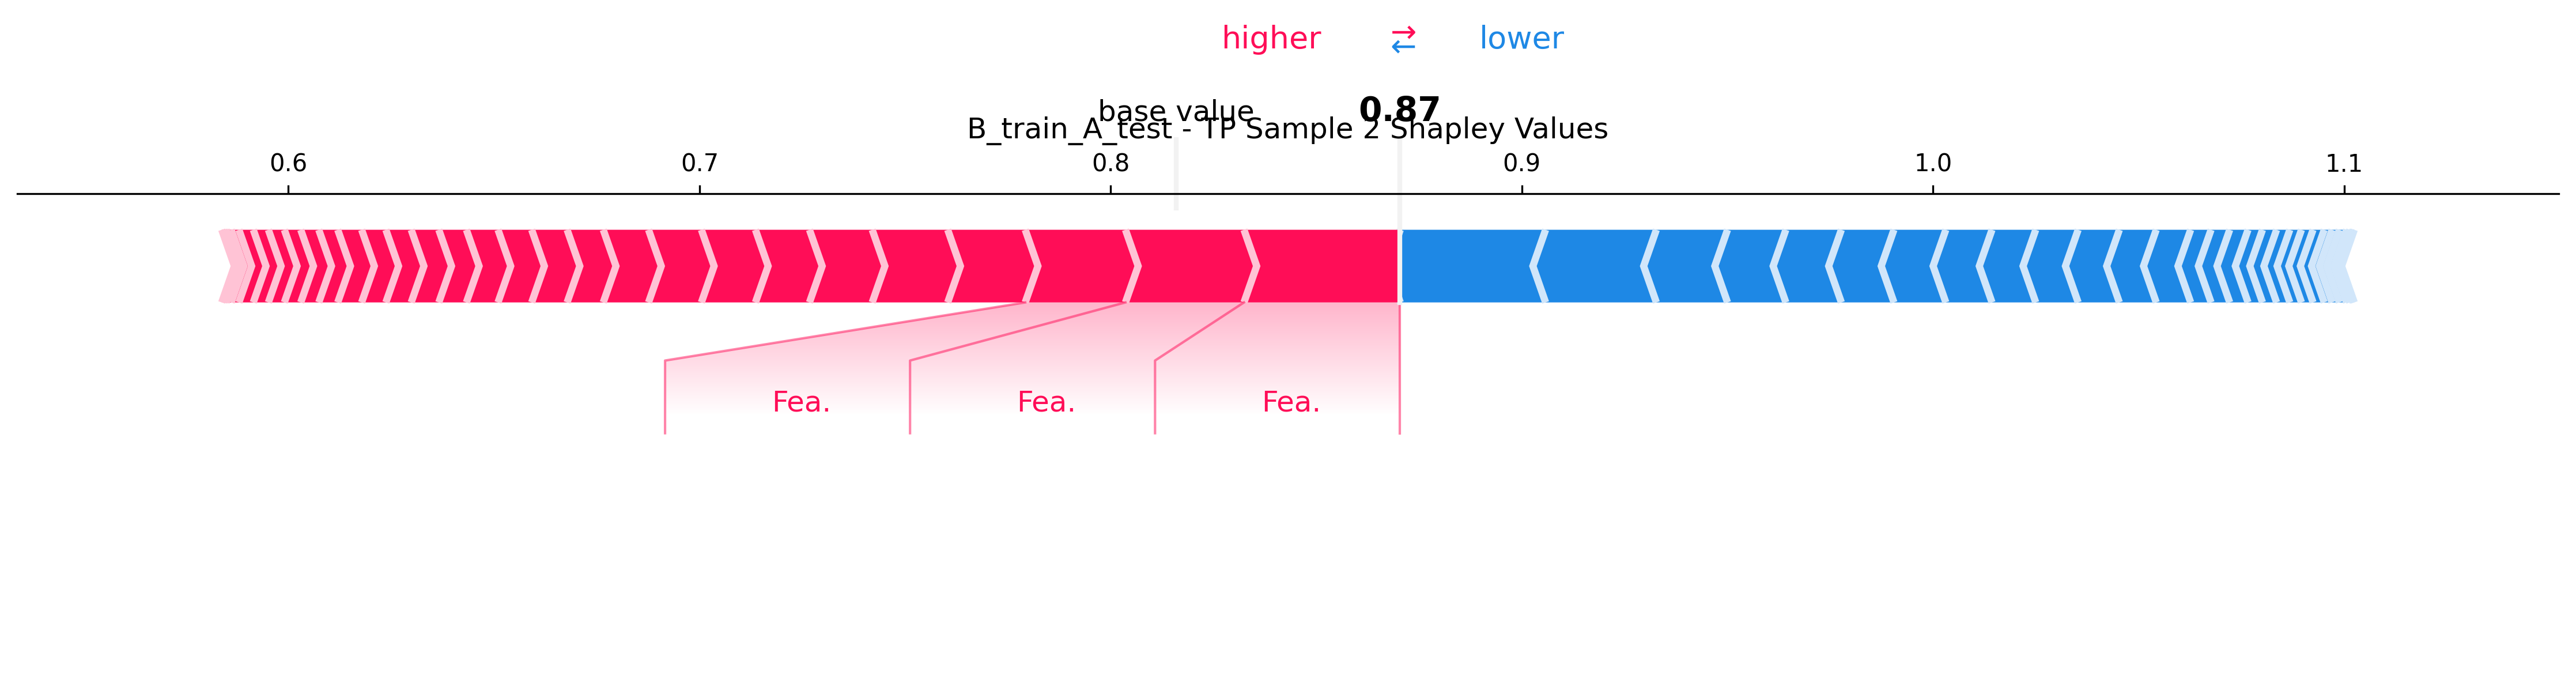 higher ⇄ lower
base value 0.87
B_train_A_test - TP Sample 2 Shapley Values
0.6 0.7 0.8 0.9 1.0 1.1
Fea. Fea. Fea.